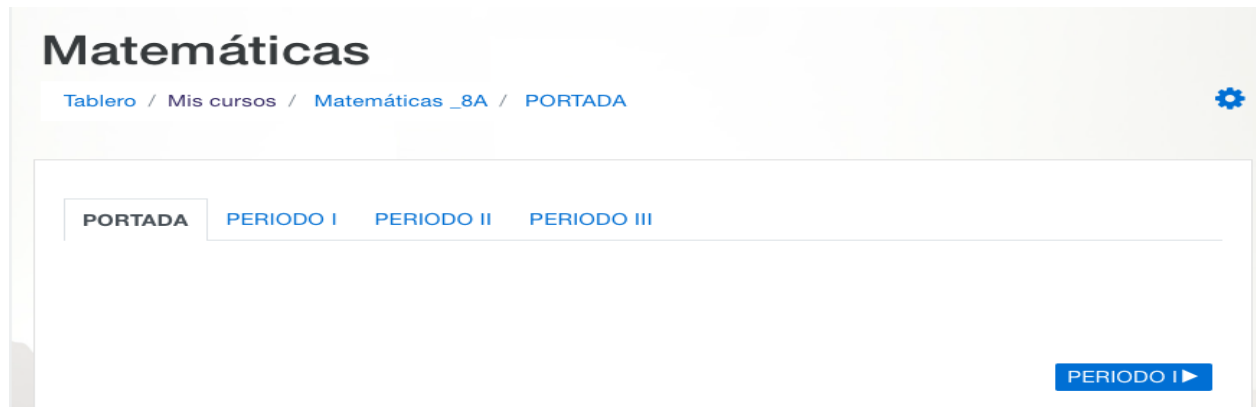 Matemáticas
Tablero / Mis cursos / Matemáticas _8A / PORTADA
PORTADA PERIODO I PERIODO II PERIODO III
PERIODO I▶